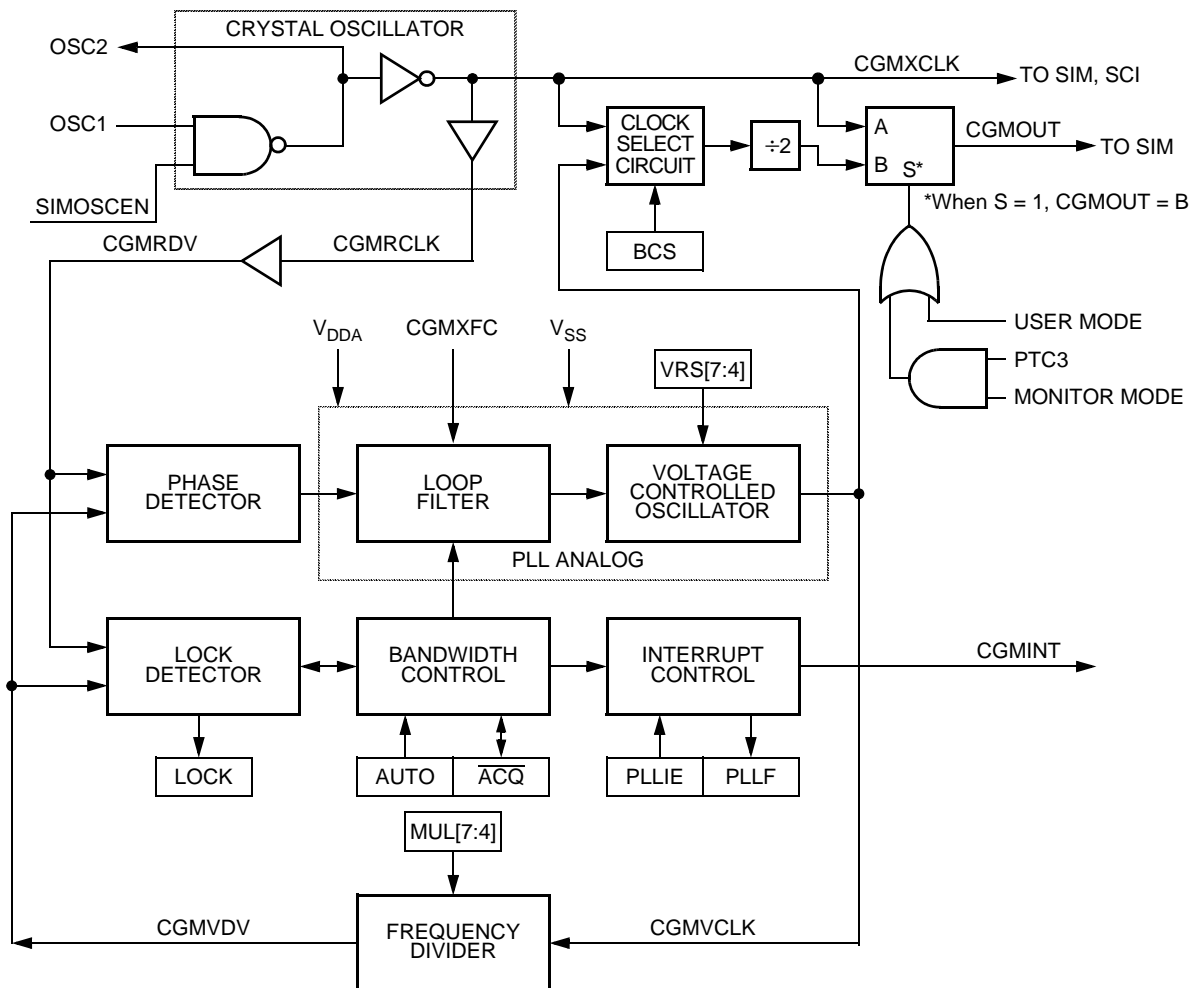 CRYSTAL OSCILLATOR
OSC2
CGMXCLK
TO SIM, SCI
OSC1
CLOCK
SELECT
CIRCUIT
÷2
A
B
S*
CGMOUT
TO SIM
*When S = 1, CGMOUT = B
SIMOSCEN
CGMRDV
CGMRCLK
BCS
USER MODE
PTC3
MONITOR MODE
VDDA
CGMXFC
VSS
VRS[7:4]
PHASE
DETECTOR
LOOP
FILTER
VOLTAGE
CONTROLLED
OSCILLATOR
PLL ANALOG
LOCK
DETECTOR
BANDWIDTH
CONTROL
INTERRUPT
CONTROL
CGMINT
LOCK
AUTO
A̅C̅Q̅
PLLIE
PLLF
MUL[7:4]
CGMVDV
FREQUENCY
DIVIDER
CGMVCLK